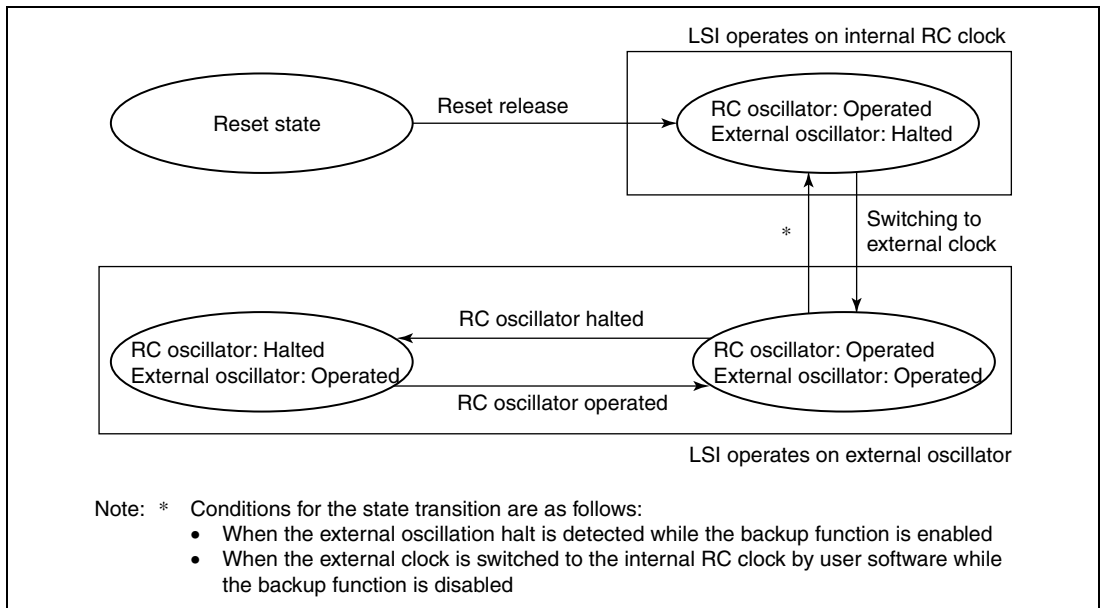 LSI operates on internal RC clock
Reset state
Reset release
RC oscillator: Operated
External oscillator: Halted
*
Switching to
external clock
RC oscillator halted
RC oscillator: Halted
External oscillator: Operated
RC oscillator: Operated
External oscillator: Operated
RC oscillator operated
LSI operates on external oscillator
Note: * Conditions for the state transition are as follows:
• When the external oscillation halt is detected while the backup function is enabled
• When the external clock is switched to the internal RC clock by user software while
the backup function is disabled